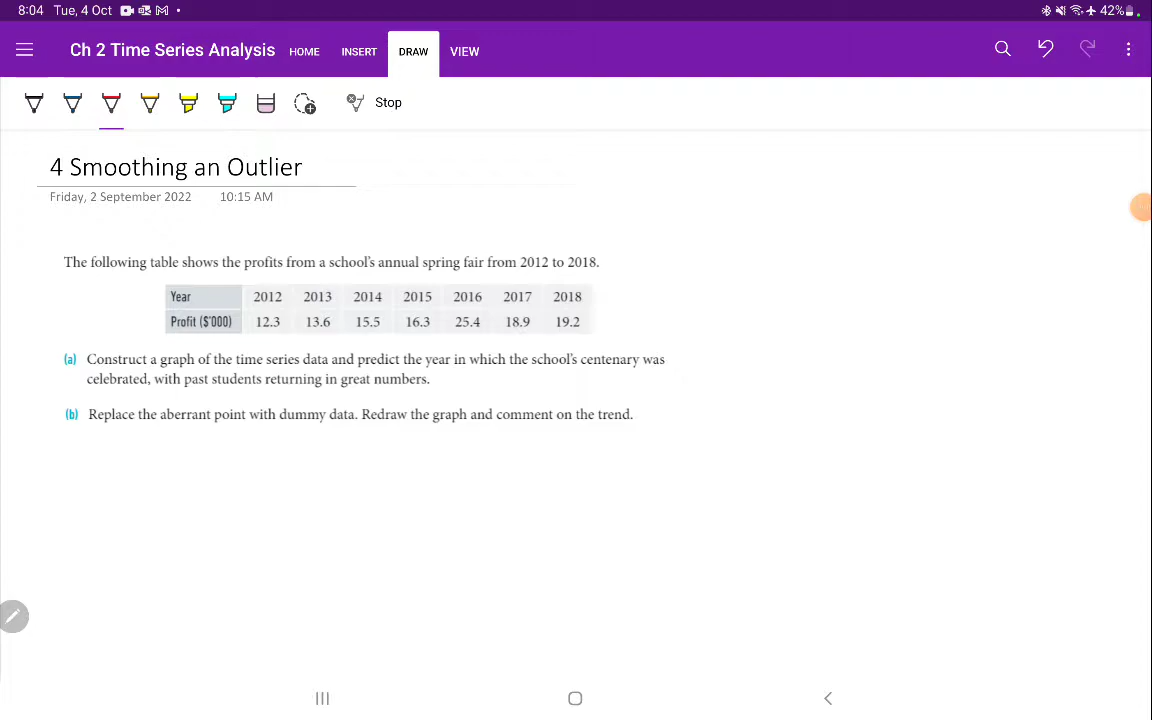 8:04 Tue, 4 Oct 42%
Ch 2 Time Series Analysis HOME INSERT DRAW VIEW
Stop
4 Smoothing an Outlier
Friday, 2 September 2022 10:15 AM
The following table shows the profits from a school's annual spring fair from 2012 to 2018.
Year 2012 2013 2014 2015 2016 2017 2018
Profit ($'000) 12.3 13.6 15.5 16.3 25.4 18.9 19.2
(a) Construct a graph of the time series data and predict the year in which the school's centenary was
celebrated, with past students returning in great numbers.
(b) Replace the aberrant point with dummy data. Redraw the graph and comment on the trend.